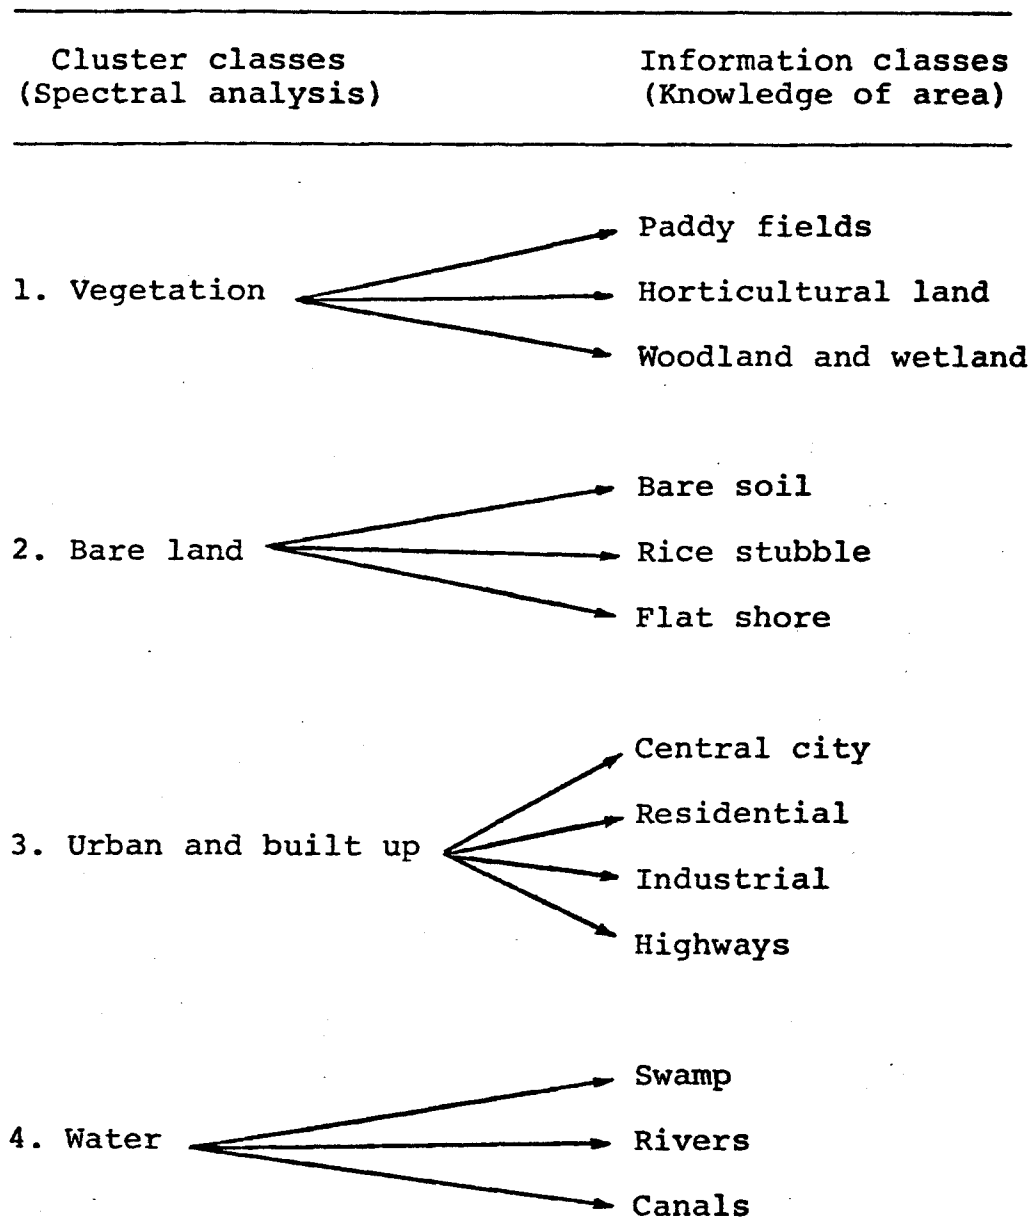 Cluster classes
(Spectral analysis)
Information classes
(Knowledge of area)
1. Vegetation
Paddy fields
Horticultural land
Woodland and wetland
2. Bare land
Bare soil
Rice stubble
Flat shore
3. Urban and built up
Central city
Residential
Industrial
Highways
4. Water
Swamp
Rivers
Canals